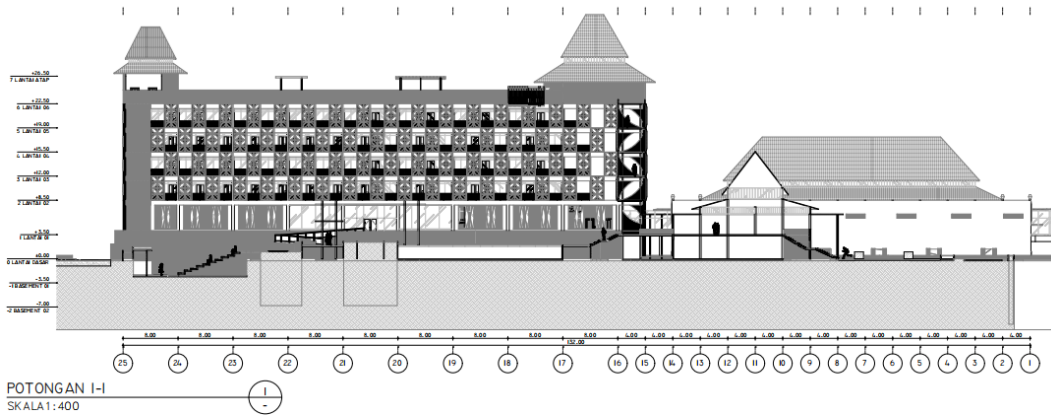 +26.50
7 LANTAI ATAP
+22.50
6 LANTAI 06
+19.00
5 LANTAI 05
+15.50
4 LANTAI 04
+12.00
3 LANTAI 03
+8.50
2 LANTAI 02
+3.50
1 LANTAI 01
±0.00
0 LANTAI DASAR
-3.50
-1 BASEMENT 01
-7.00
-2 BASEMENT 02
8.00 8.00 8.00 8.00 8.00 8.00 8.00 8.00 8.00 4.00 4.00 4.00 4.00 4.00 4.00 4.00 4.00 4.00 4.00 4.00 4.00 4.00 4.00 4.00
132.00
25 24 23 22 21 20 19 18 17 16 15 14 13 12 11 10 9 8 7 6 5 4 3 2 1
POTONGAN I-I
SKALA 1 : 400
I
-